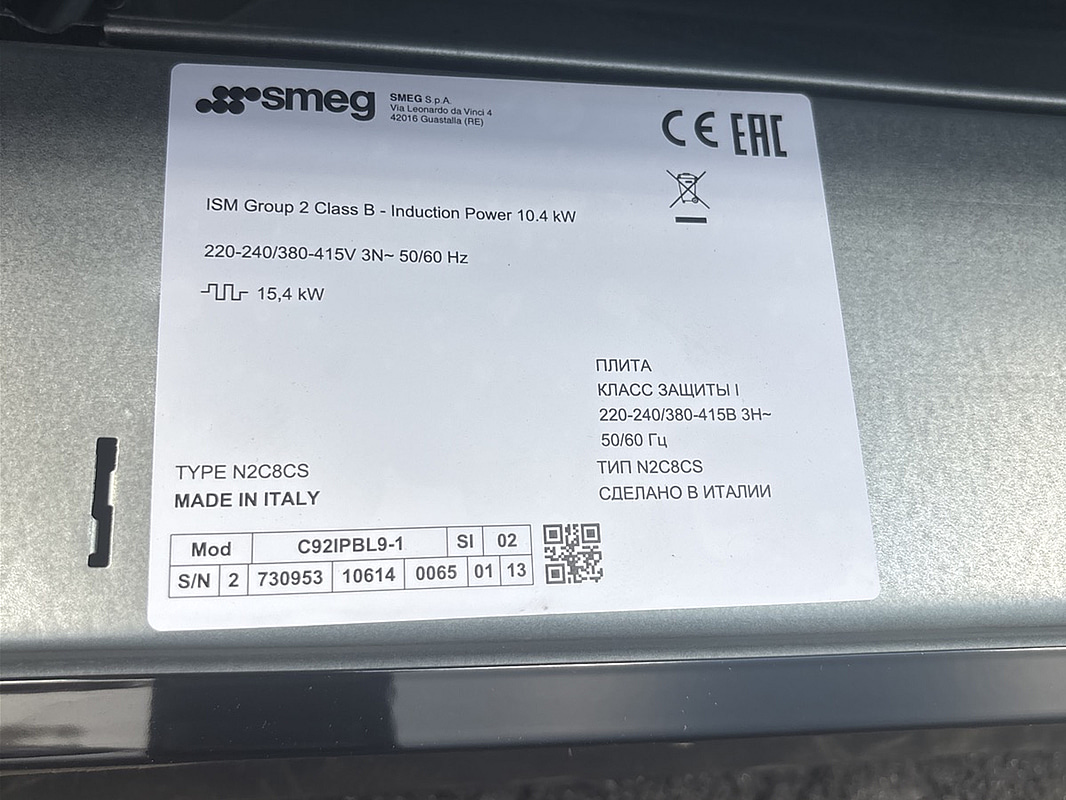 smeg
SMEG S.p.A.
Via Leonardo da Vinci 4
42016 Guastalla (RE)
CE EAC
ISM Group 2 Class B - Induction Power 10.4 kW
220-240/380-415V 3N~ 50/60 Hz
15,4 kW
ПЛИТА
КЛАСС ЗАЩИТЫ I
220-240/380-415В 3Н~
50/60 Гц
ТИП N2C8CS
СДЕЛАНО В ИТАЛИИ
TYPE N2C8CS
MADE IN ITALY
Mod C92IPBL9-1 SI 02
S/N 2 730953 10614 0065 01 13